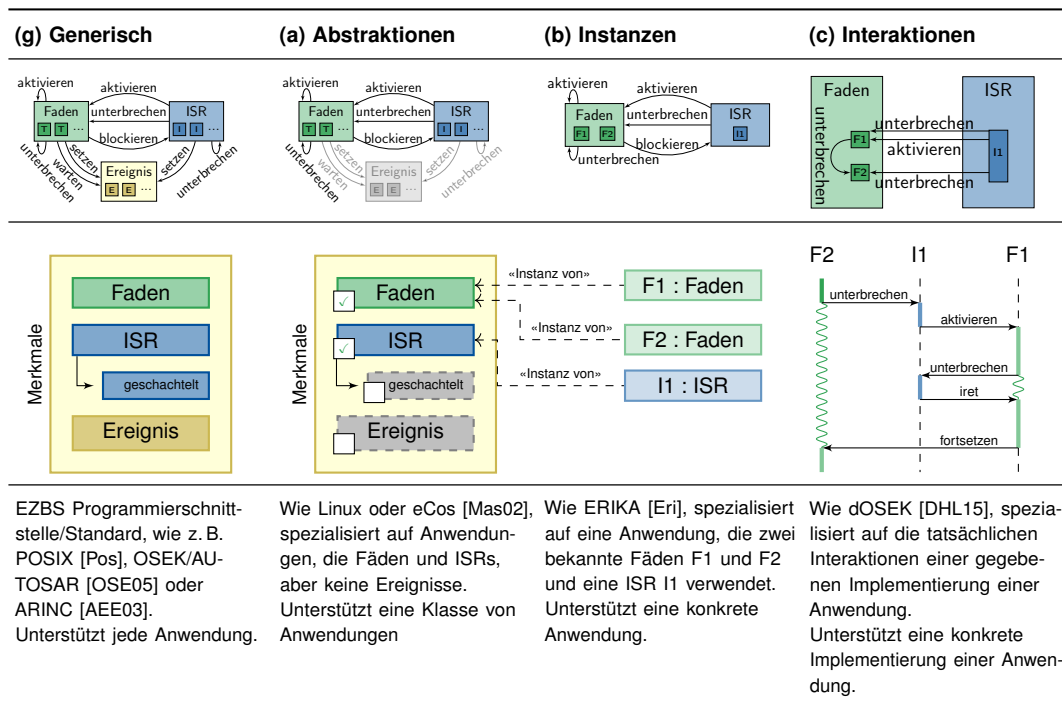 (g) Generisch
(a) Abstraktionen
(b) Instanzen
(c) Interaktionen
aktivieren
Faden
T T ...
aktivieren
unterbrechen
blockieren
ISR
I I ...
unterbrechen
warten
setzen
setzen
unterbrechen
Ereignis
E E ...
aktivieren
Faden
T T ...
aktivieren
unterbrechen
blockieren
ISR
I I ...
unterbrechen
warten
setzen
setzen
unterbrechen
Ereignis
E E ...
aktivieren
Faden
F1 F2
aktivieren
unterbrechen
blockieren
ISR
I1
unterbrechen
Faden
ISR
unterbrechen
F1
F2
unterbrechen
aktivieren
unterbrechen
I1
Merkmale
Faden
ISR
geschachtelt
Ereignis
Merkmale
✓
Faden
✓
ISR
geschachtelt
Ereignis
«Instanz von»
«Instanz von»
«Instanz von»
F1 : Faden
F2 : Faden
I1 : ISR
F2
I1
F1
unterbrechen
aktivieren
unterbrechen
iret
fortsetzen
EZBS Programmierschnitt-
stelle/Standard, wie z. B.
POSIX [Pos], OSEK/AU-
TOSAR [OSE05] oder
ARINC [AEE03].
Unterstützt jede Anwendung.
Wie Linux oder eCos [Mas02],
spezialisiert auf Anwendun-
gen, die Fäden und ISRs,
aber keine Ereignisse.
Unterstützt eine Klasse von
Anwendungen
Wie ERIKA [Eri], spezialisiert
auf eine Anwendung, die zwei
bekannte Fäden F1 und F2
und eine ISR I1 verwendet.
Unterstützt eine konkrete
Anwendung.
Wie dOSEK [DHL15], spezia-
lisiert auf die tatsächlichen
Interaktionen einer gegebe-
nen Implementierung einer
Anwendung.
Unterstützt eine konkrete
Implementierung einer Anwen-
dung.